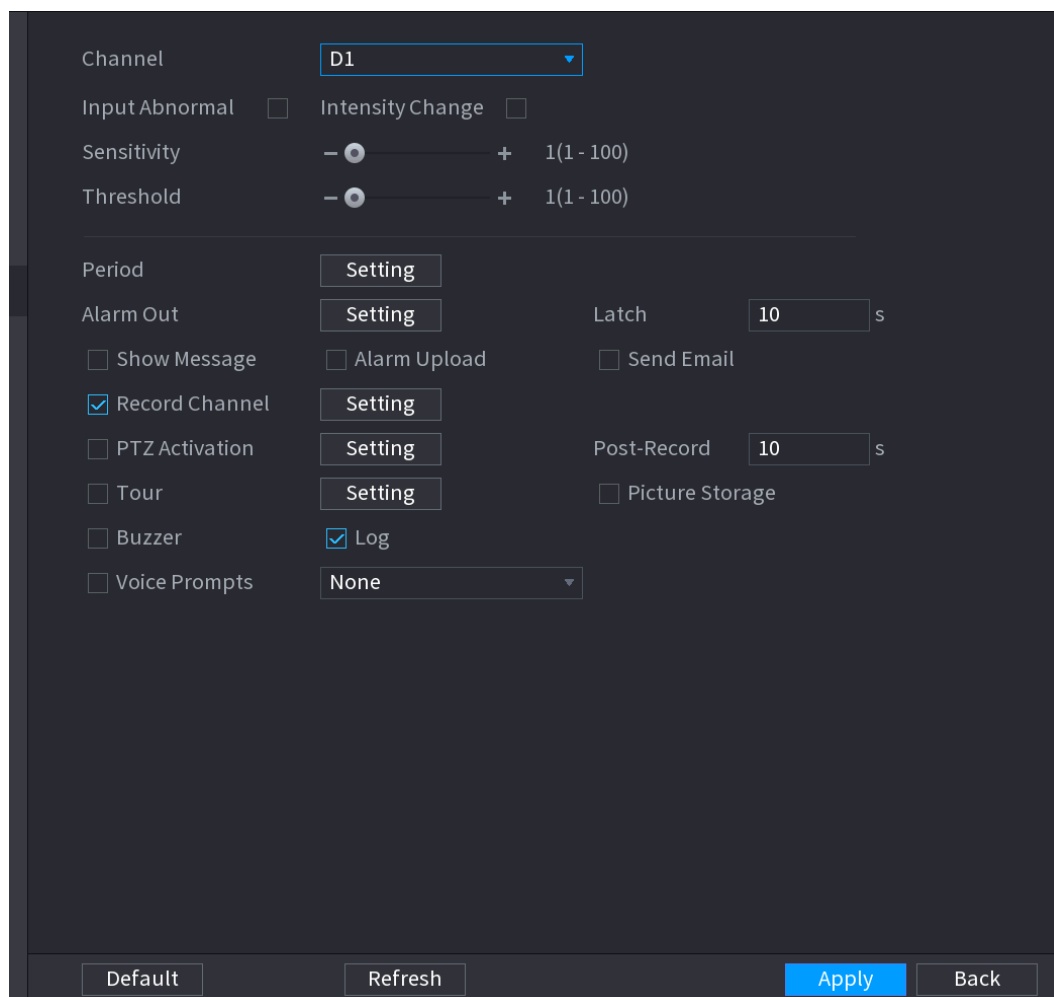 Channel D1
Input Abnormal Intensity Change
Sensitivity − + 1(1 - 100)
Threshold − + 1(1 - 100)
Period Setting
Alarm Out Setting Latch 10 s
Show Message Alarm Upload Send Email
Record Channel Setting
PTZ Activation Setting Post-Record 10 s
Tour Setting Picture Storage
Buzzer Log
Voice Prompts None
Default Refresh Apply Back